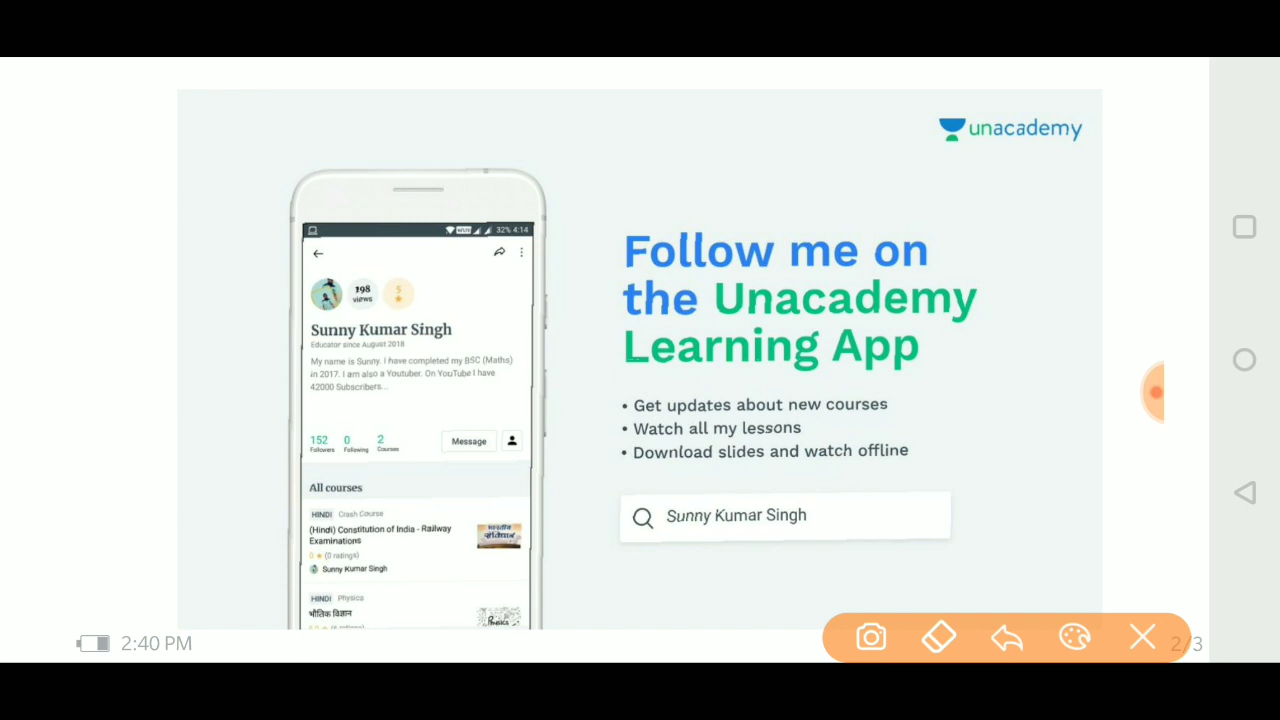 unacademy
32% 4:14
198
views
5
Sunny Kumar Singh
Educator since August 2018
My name is Sunny. I have completed my BSC (Maths)
in 2017. I am also a Youtuber. On YouTube I have
42000 Subscribers...
152
0
2
Followers
Following
Courses
Message
All courses
HINDI Crash Course
(Hindi) Constitution of India - Railway
Examinations
भारतीय
संविधान
0 ★ (0 ratings)
Sunny Kumar Singh
HINDI Physics
भौतिक विज्ञान
PHYSICS
Follow me on
the Unacademy
Learning App
• Get updates about new courses
• Watch all my lessons
• Download slides and watch offline
Sunny Kumar Singh
2:40 PM
2/3